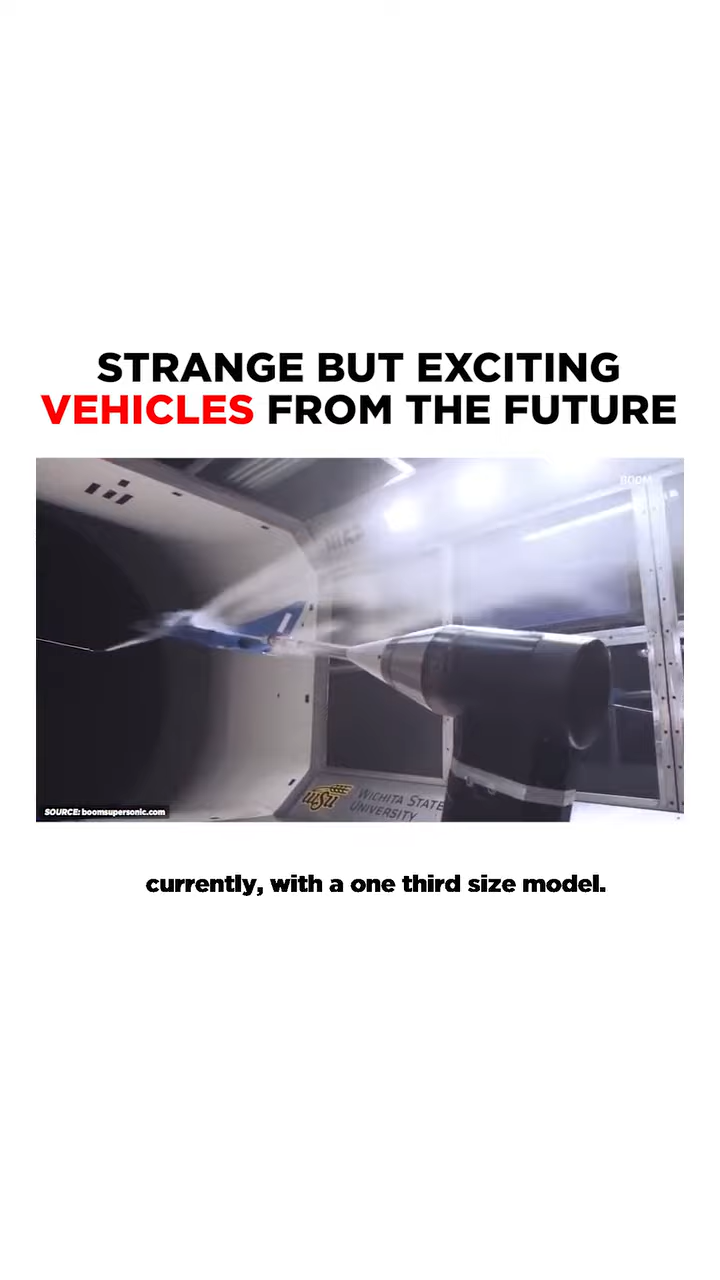 STRANGE BUT EXCITING
VEHICLES FROM THE FUTURE
BOOM
SOURCE: boomsupersonic.com
wsu
WICHITA STATE
UNIVERSITY
currently, with a one third size model.